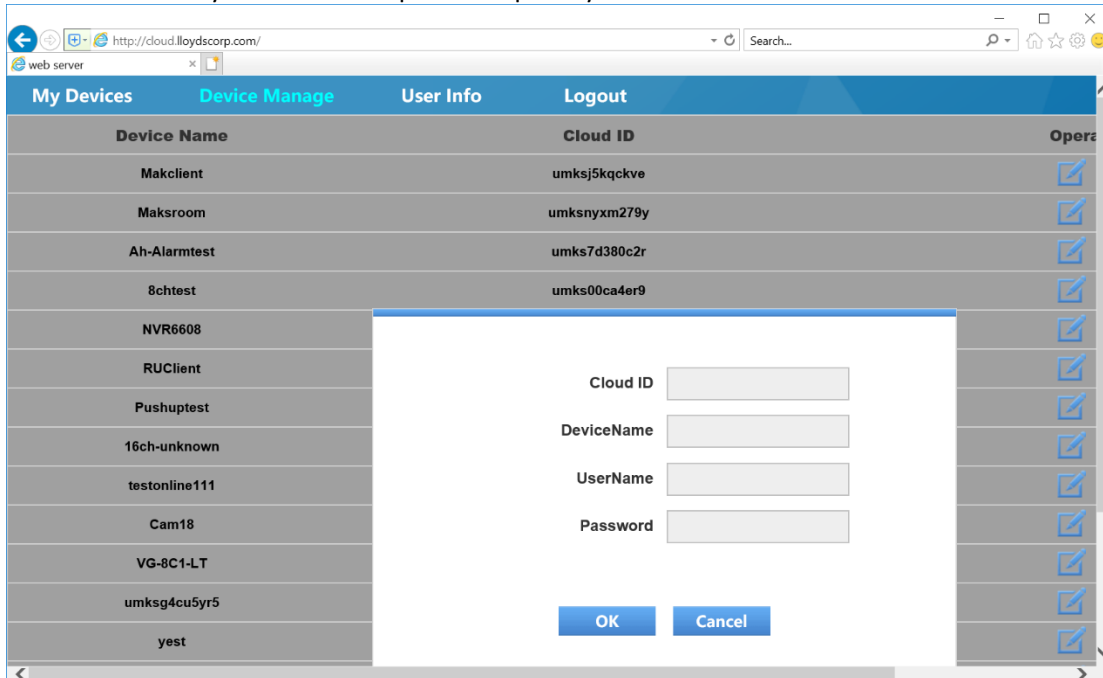 http://cloud.lloydscorp.com/ Search...
web server
My Devices Device Manage User Info Logout
Device Name Cloud ID Opera
Makclient umksj5kqckve
Maksroom umksnyxm279y
Ah-Alarmtest umks7d380c2r
8chtest umks00ca4er9
NVR6608
RUClient
Cloud ID
Pushuptest
DeviceName
16ch-unknown
UserName
testonline111
Cam18
Password
VG-8C1-LT
umksg4cu5yr5
OK Cancel
yest